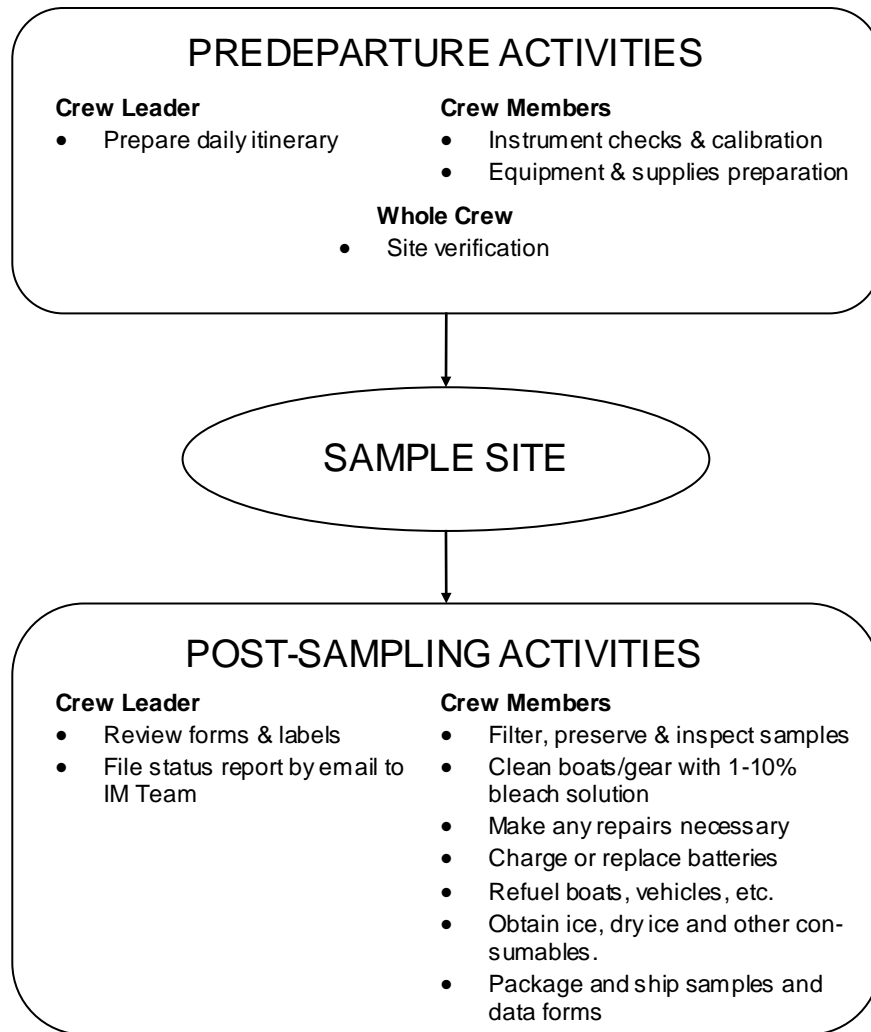 PREDEPARTURE ACTIVITIES
Crew Leader
• Prepare daily itinerary
Crew Members
• Instrument checks & calibration
• Equipment & supplies preparation
Whole Crew
• Site verification
SAMPLE SITE
POST-SAMPLING ACTIVITIES
Crew Leader
• Review forms & labels
• File status report by email to
IM Team
Crew Members
• Filter, preserve & inspect samples
• Clean boats/gear with 1-10%
bleach solution
• Make any repairs necessary
• Charge or replace batteries
• Refuel boats, vehicles, etc.
• Obtain ice, dry ice and other con-
sumables.
• Package and ship samples and
data forms